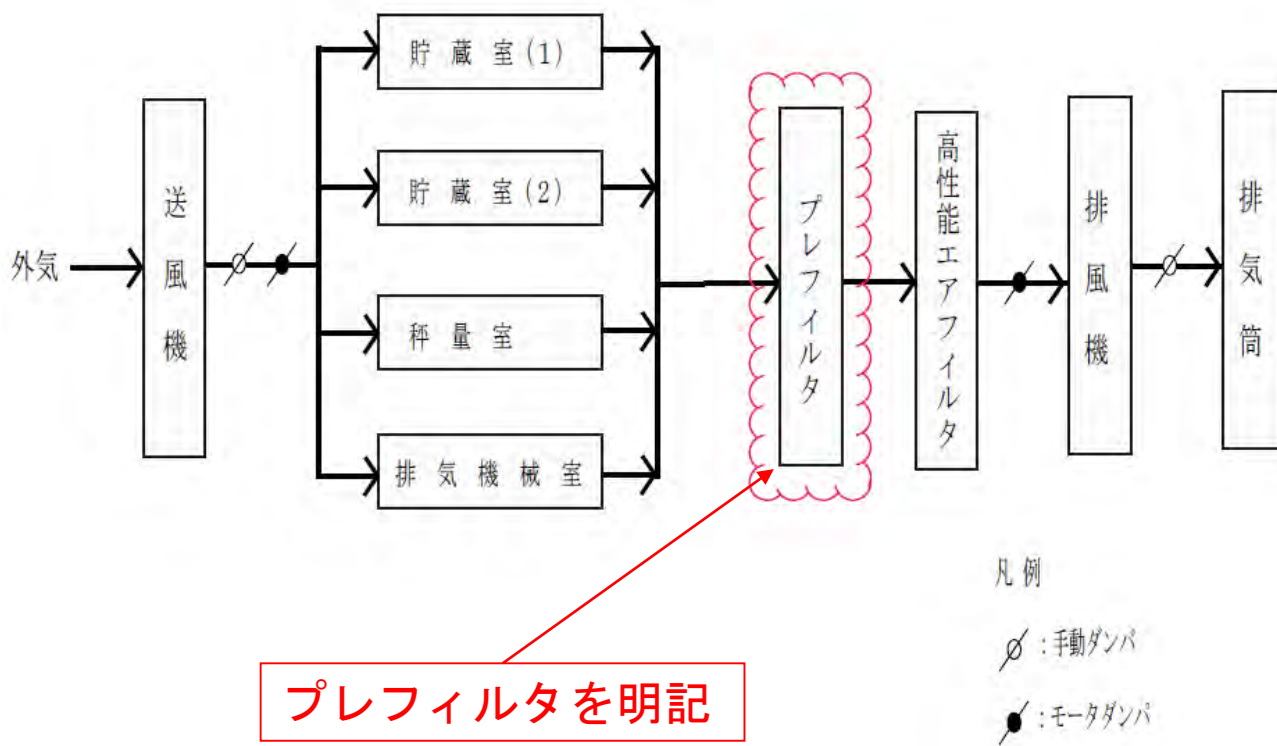 外気
送風機
貯蔵室(1)
貯蔵室(2)
秤量室
排気機械室
プレフィルタ
高性能エアフィルタ
排風機
排気筒
凡例
:手動ダンパ
:モータダンパ
プレフィルタを明記